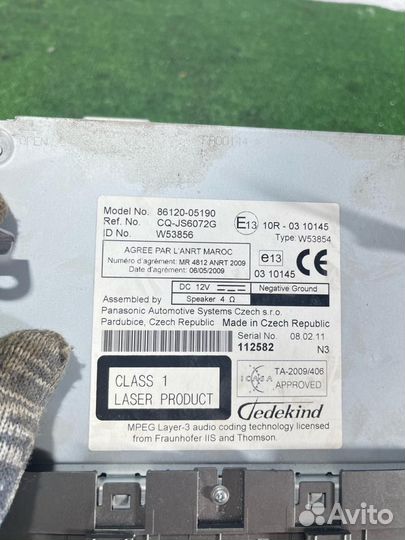 OPEN
Model No. 86120-05190
Ref. No. CQ-JS6072G
ID No. W53856
E13 10R - 03 10145
Type: W53854
AGREE PAR L'ANRT MAROC
Numéro d'agrément: MR 4812 ANRT 2009
Date d'agrément: 06/05/2009
e13
03 10145
CE
DC 12V
Speaker 4 Ω
Negative Ground
Assembled by
Panasonic Automotive Systems Czech s.r.o.
Pardubice, Czech Republic Made in Czech Republic
Serial No. 08.02.11
112582 N3
CLASS 1
LASER PRODUCT
ICASA
TA-2009/406
APPROVED
Dedekind
MPEG Layer-3 audio coding technology licensed
from Fraunhofer IIS and Thomson.
Avito